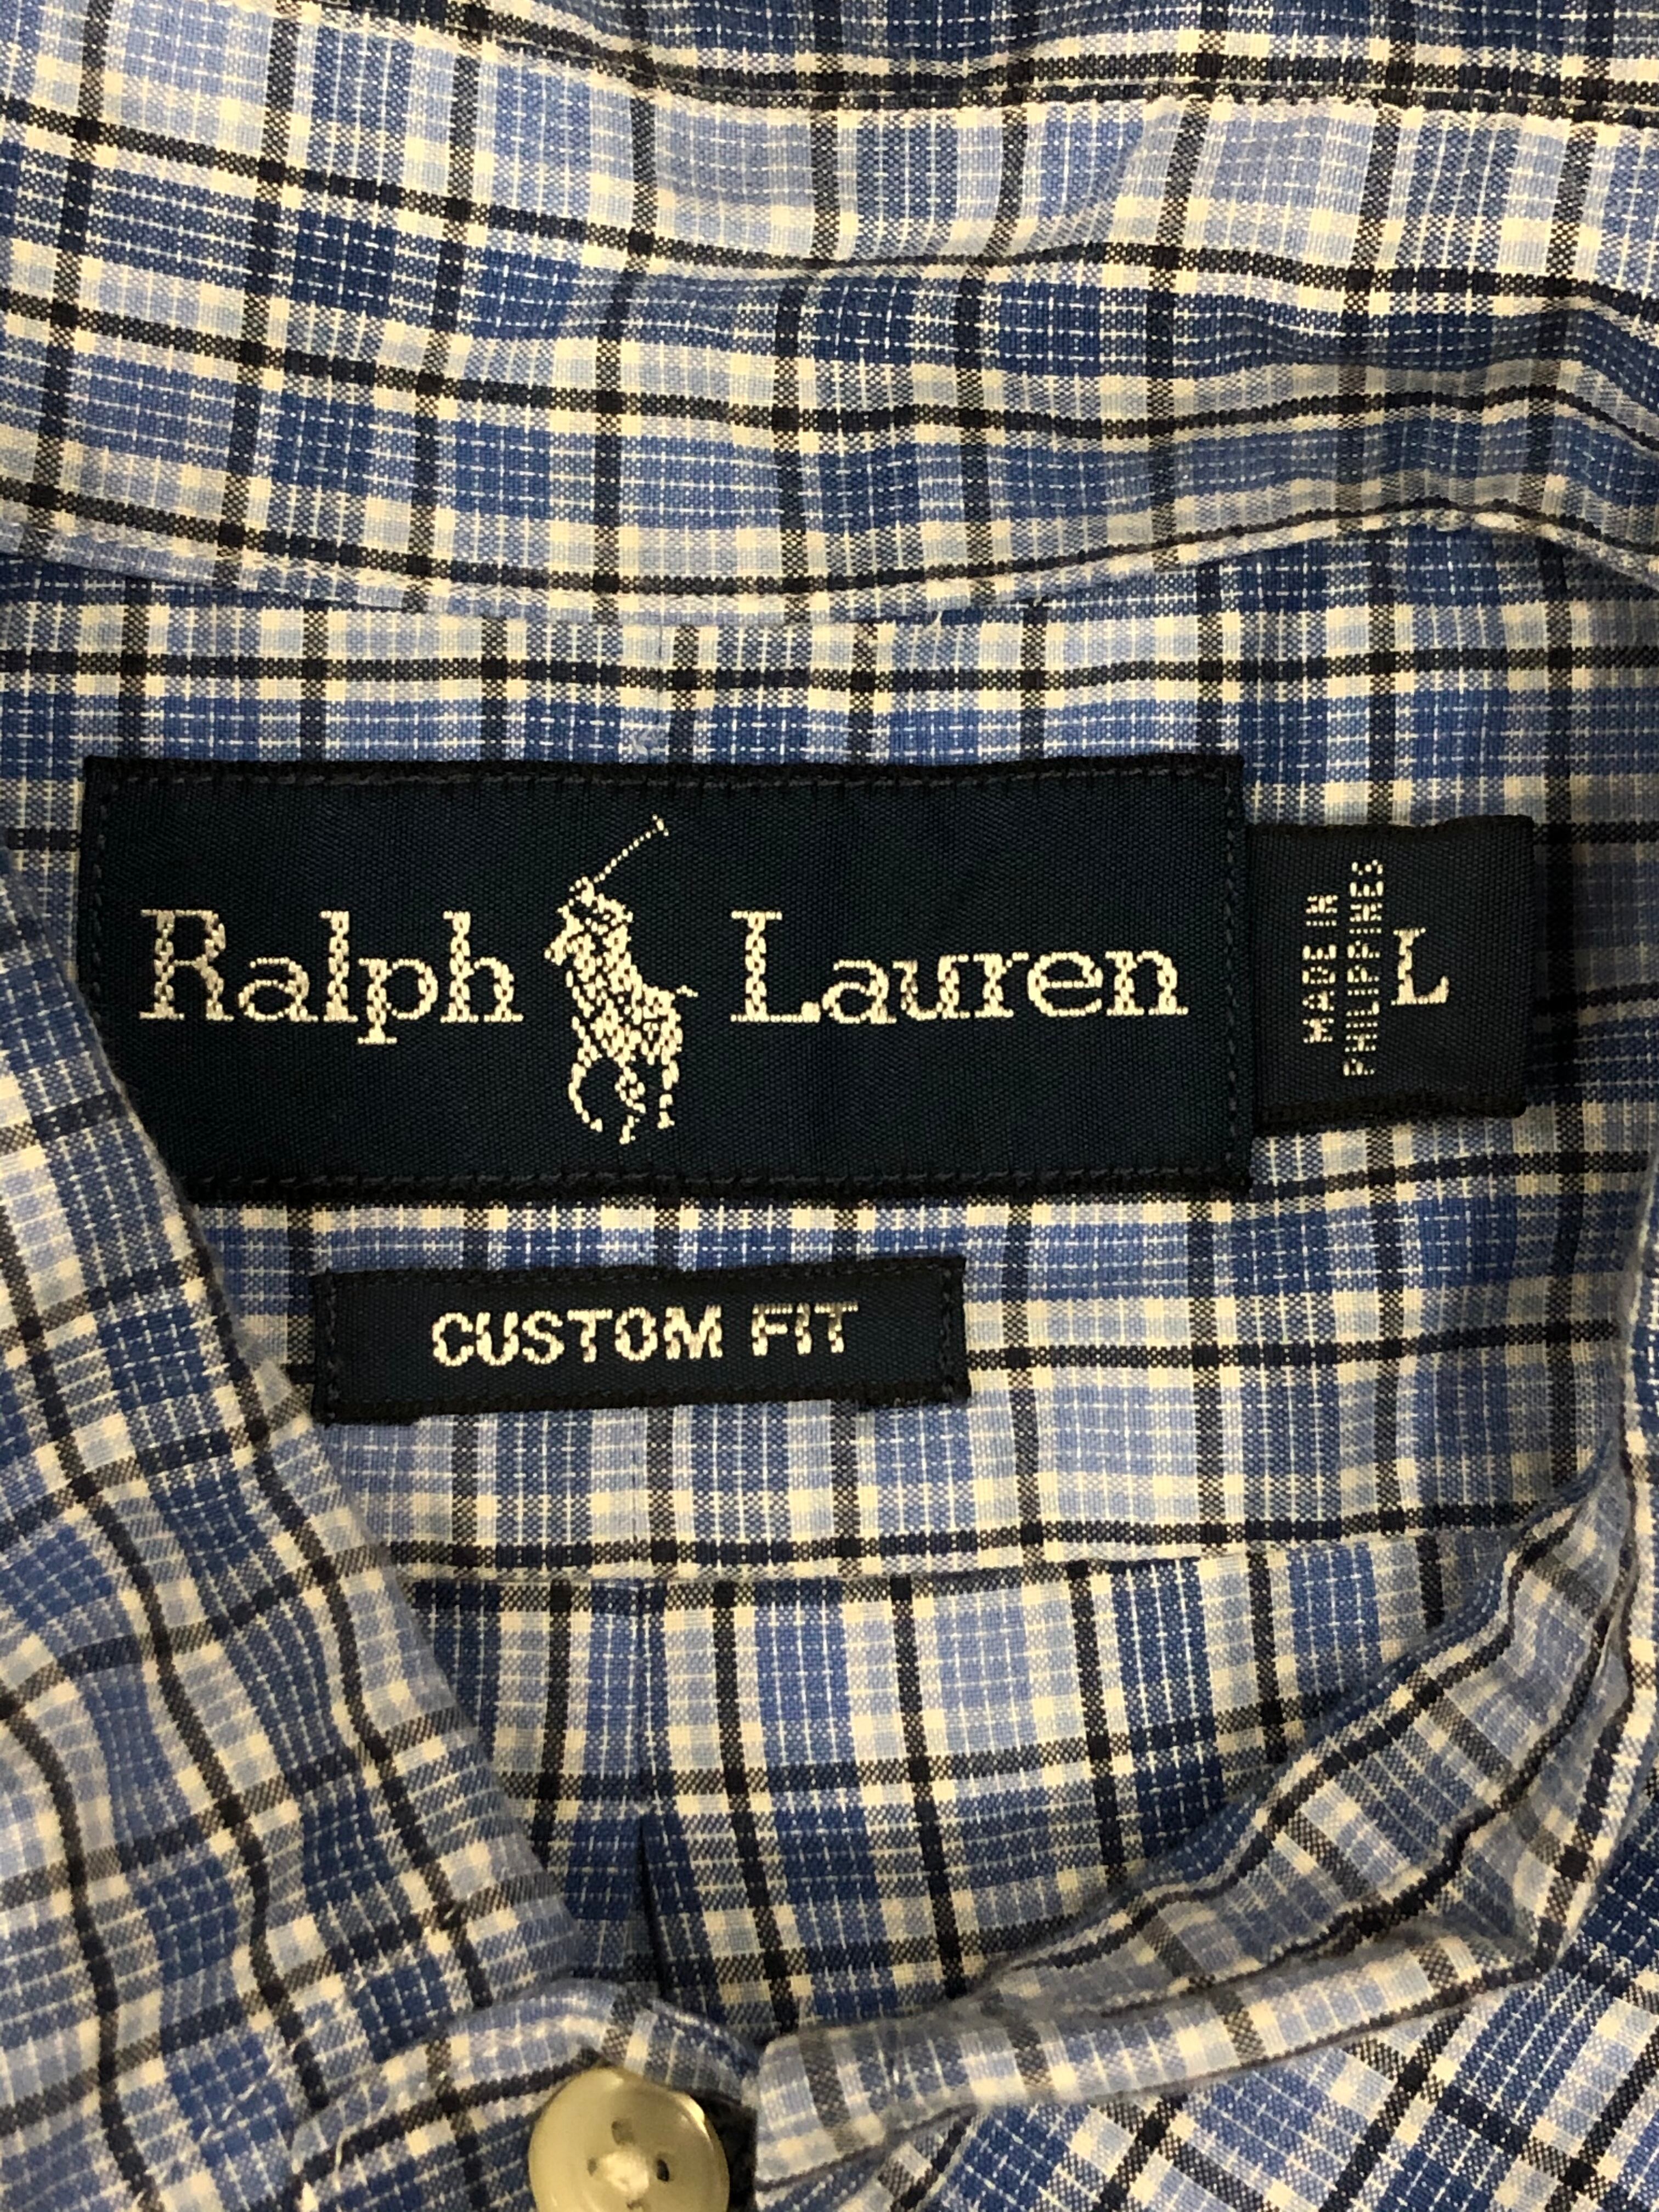 Ralph Lauren
MADE IN
PHILIPPINES
L
CUSTOM FIT